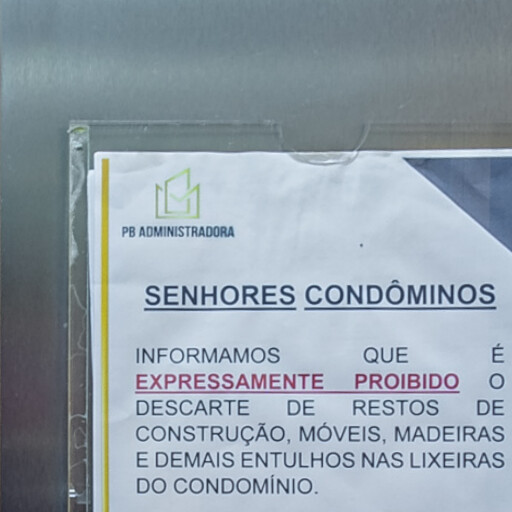 PB ADMINISTRADORA
SENHORES CONDÔMINOS
INFORMAMOS QUE É
EXPRESSAMENTE PROIBIDO O
DESCARTE DE RESTOS DE
CONSTRUÇÃO, MÓVEIS, MADEIRAS
E DEMAIS ENTULHOS NAS LIXEIRAS
DO CONDOMÍNIO.